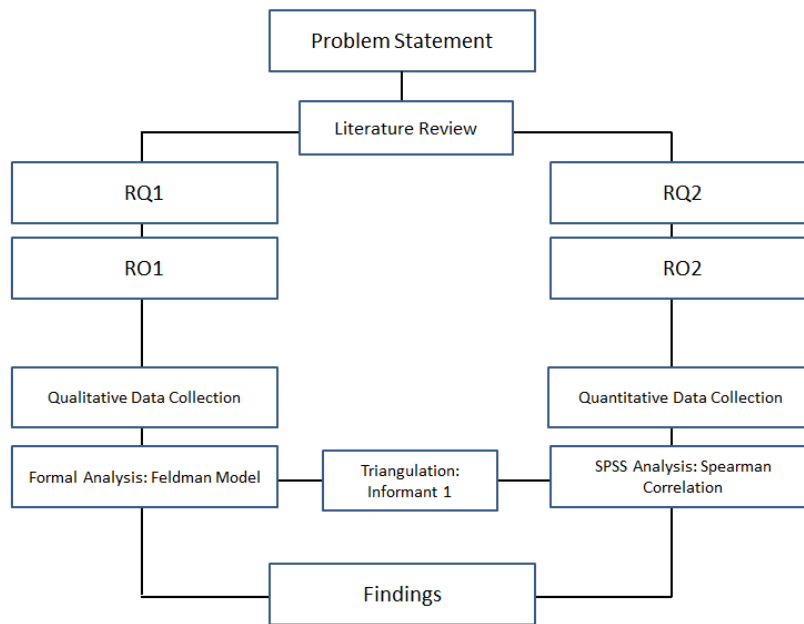 Problem Statement
Literature Review
RQ1
RQ2
RO1
RO2
Qualitative Data Collection
Quantitative Data Collection
Formal Analysis: Feldman Model
Triangulation:
Informant 1
SPSS Analysis: Spearman
Correlation
Findings